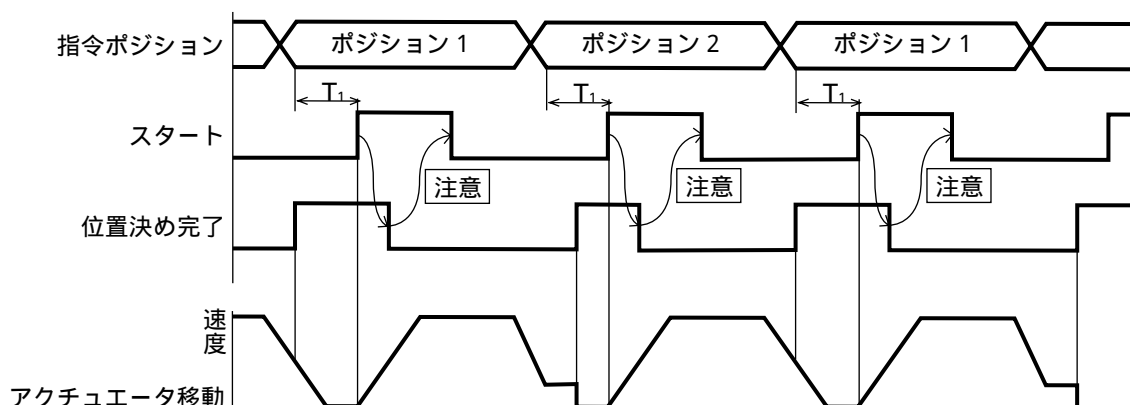 指令ポジション
ポジション 1
ポジション 2
ポジション 1
T₁
T₁
T₁
スタート
注意
注意
注意
位置決め完了
速度
アクチュエータ移動